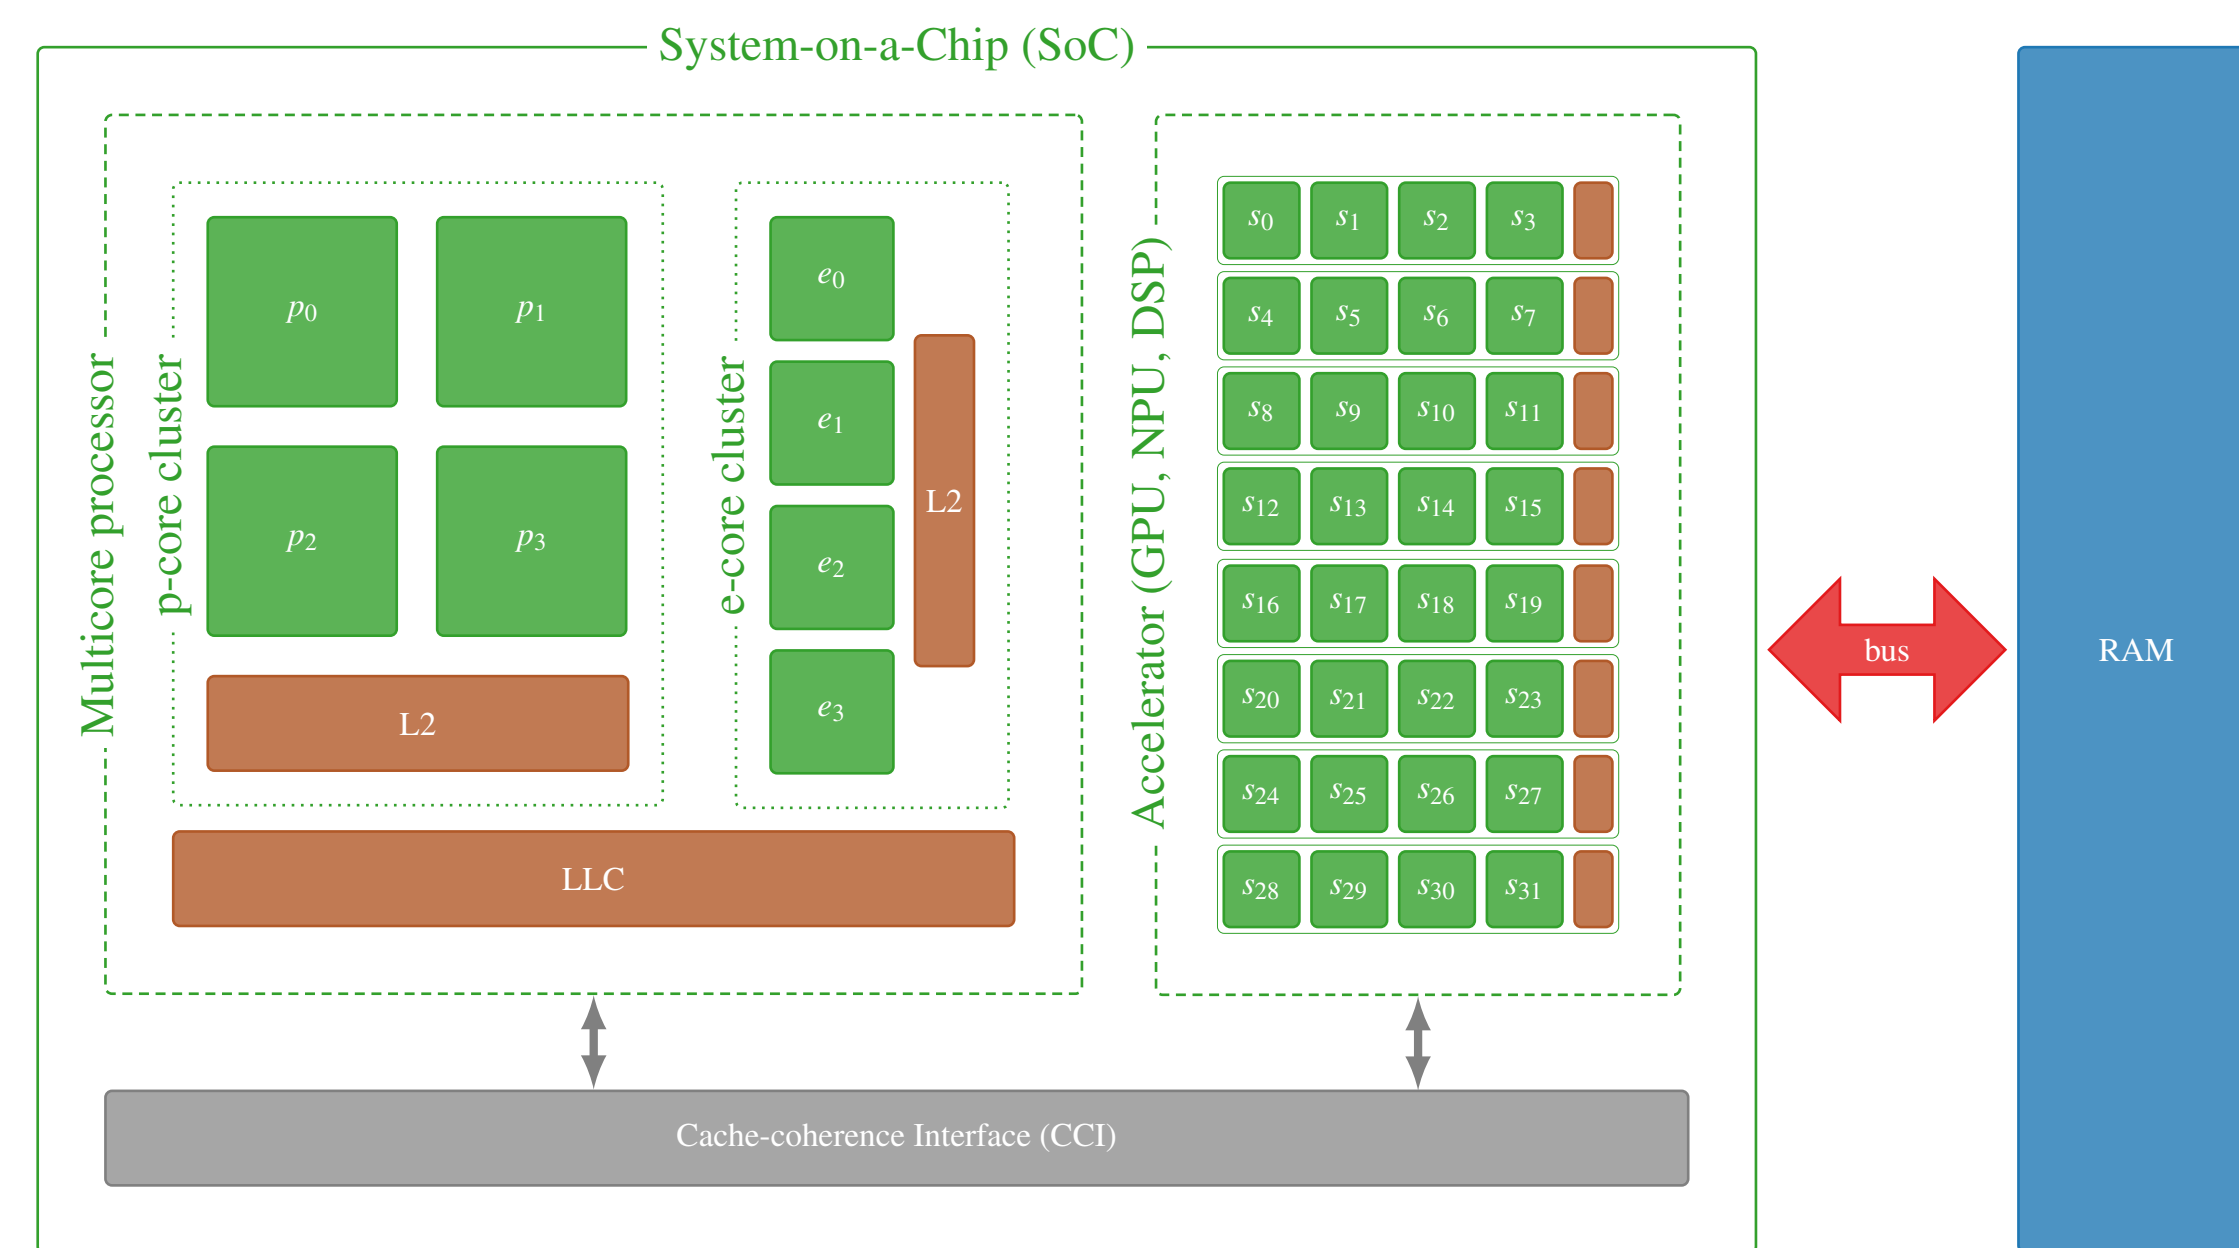 System-on-a-Chip (SoC)
Multicore processor
p-core cluster
p0 p1
p2 p3
L2
e-core cluster
e0
e1
e2
e3
L2
LLC
Accelerator (GPU, NPU, DSP)
s0 s1 s2 s3
s4 s5 s6 s7
s8 s9 s10 s11
s12 s13 s14 s15
s16 s17 s18 s19
s20 s21 s22 s23
s24 s25 s26 s27
s28 s29 s30 s31
Cache-coherence Interface (CCI)
bus
RAM